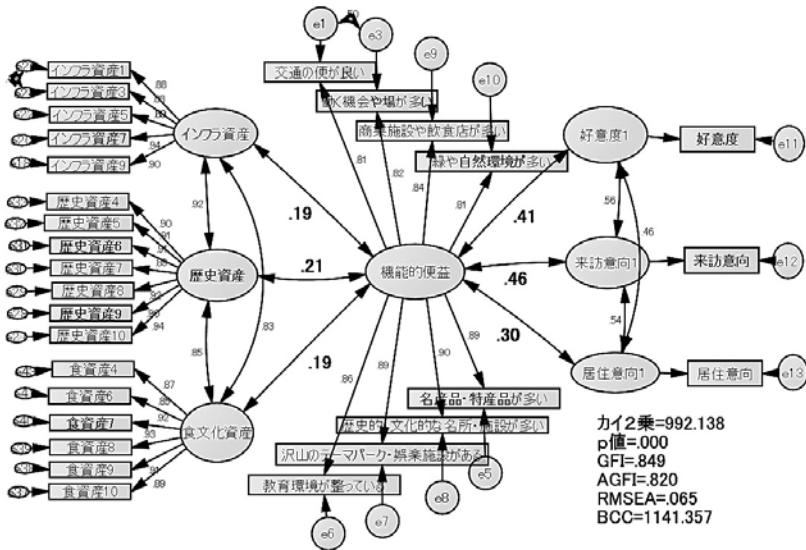 e1
.50
e3
e9
e10
交通の便が良い
働く機会や場が多い
商業施設や飲食店が多い
緑や自然環境が多い
インフラ資産1
インフラ資産3
インフラ資産5
インフラ資産7
インフラ資産9
.88
.94
.90
インフラ資産
.92
.83
.81
.82
.84
.81
好意度1
好意度
e11
.56
.46
歴史資産4
歴史資産5
歴史資産6
歴史資産7
歴史資産8
歴史資産9
歴史資産10
.90
.91
.94
歴史資産
.85
.19
.21
.19
機能的便益
.41
.46
.30
来訪意向1
来訪意向
e12
.54
居住意向1
居住意向
e13
食資産4
食資産6
食資産7
食資産8
食資産9
食資産10
.87
.92
.93
.91
.89
食文化資産
.86
.89
.90
.89
名産品・特産品が多い
歴史的・文化的な名所・施設が多い
沢山のテーマパーク・娯楽施設がある
教育環境が整っている
e5
e8
e7
e6
カイ2乗=992.138
p値=.000
GFI=.849
AGFI=.820
RMSEA=.065
BCC=1141.357